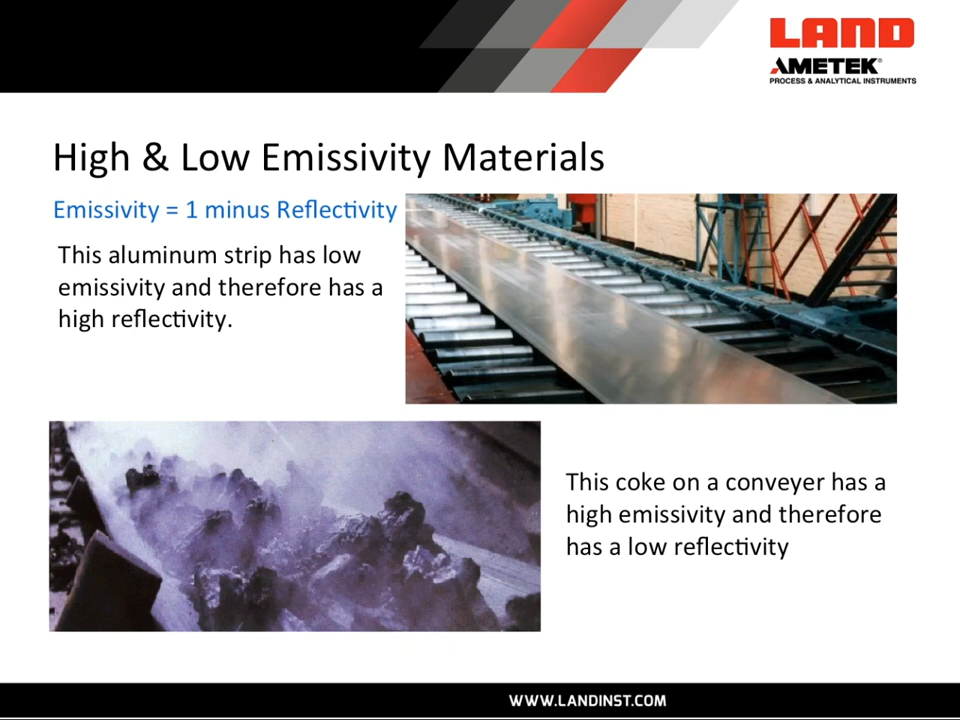 LAND
AMETEK®
PROCESS & ANALYTICAL INSTRUMENTS
High & Low Emissivity Materials
Emissivity = 1 minus Reflectivity
This aluminum strip has low
emissivity and therefore has a
high reflectivity.
This coke on a conveyer has a
high emissivity and therefore
has a low reflectivity
WWW.LANDINST.COM